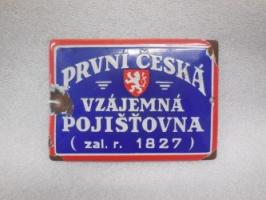 PRVNÍ ČESKÁ
VZÁJEMNÁ
POJIŠŤOVNA
( zal. r. 1827 )